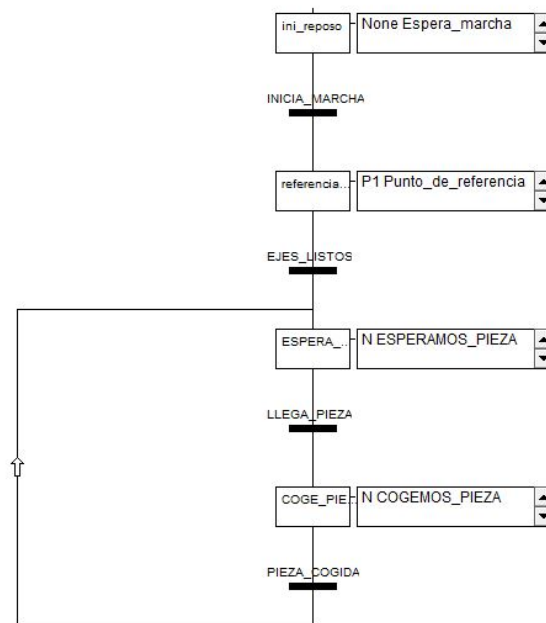 ini_reposo
None Espera_marcha
INICIA_MARCHA
referencia...
P1 Punto_de_referencia
EJES_LISTOS
ESPERA_...
N ESPERAMOS_PIEZA
LLEGA_PIEZA
COGE_PIE...
N COGEMOS_PIEZA
PIEZA_COGIDA